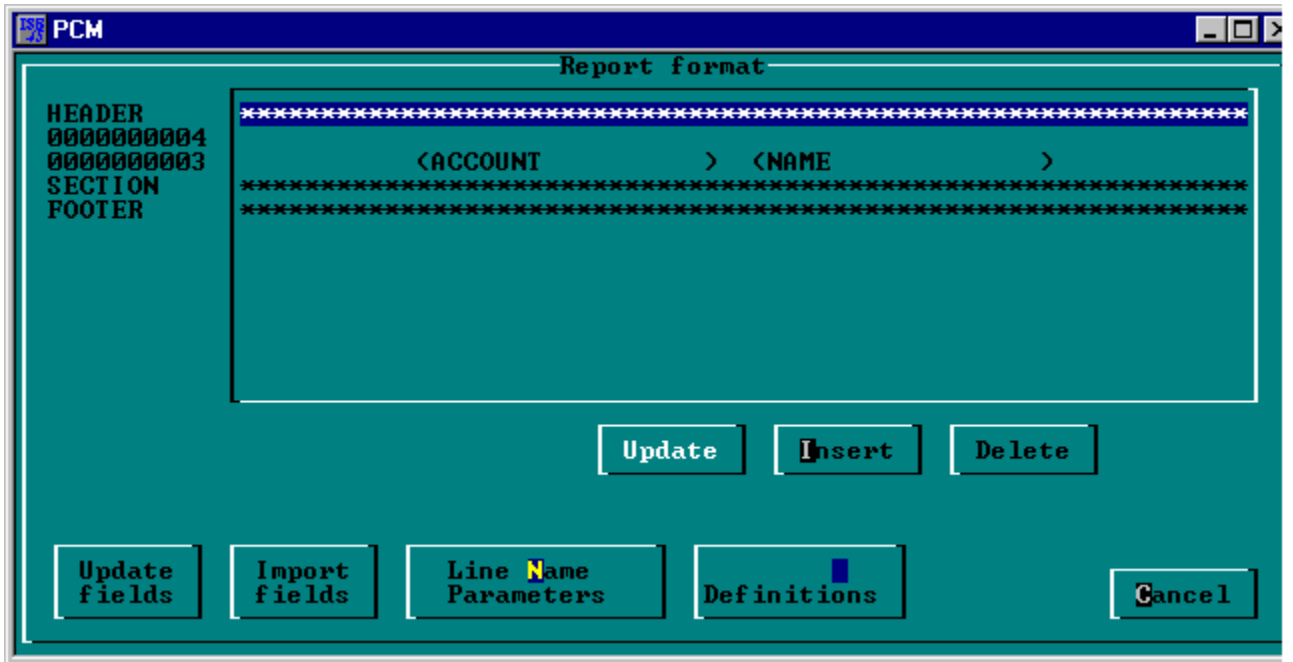 PCM
Report format
HEADER ***************************************************************
0000000004
0000000003 <ACCOUNT > <NAME >
SECTION ***************************************************************
FOOTER ***************************************************************
Update Insert Delete
Update fields
Import fields
Line Name Parameters
Definitions
Cancel